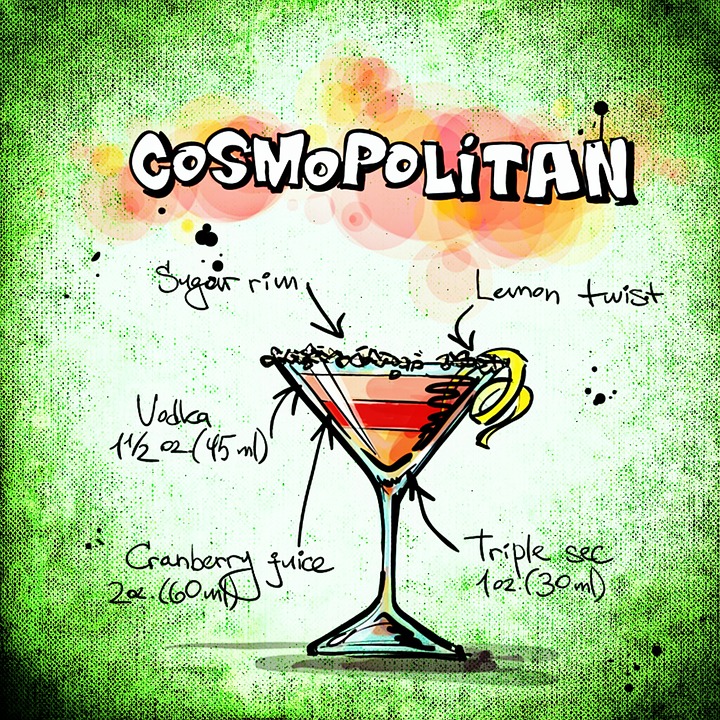 COSMOPOLiTAN
Sugar rim
Lemon twist
Vodka
1 1/2 oz.(45 ml)
Cranberry juice
2oz (60 ml)
Triple sec
1 oz.(30 ml)